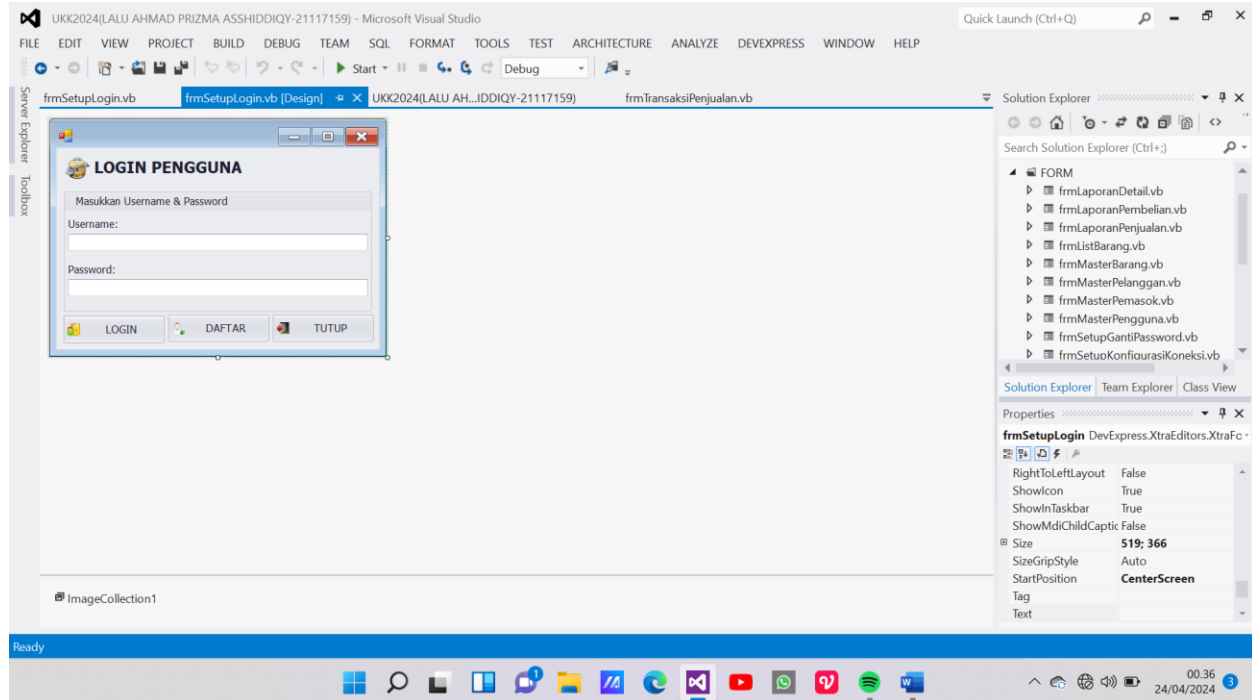 UKK2024(LALU AHMAD PRIZMA ASSHIDDIQY-21117159) - Microsoft Visual Studio
Quick Launch (Ctrl+Q)
FILE EDIT VIEW PROJECT BUILD DEBUG TEAM SQL FORMAT TOOLS TEST ARCHITECTURE ANALYZE DEVEXPRESS WINDOW HELP
Start Debug
Server Explorer
Toolbox
frmSetupLogin.vb frmSetupLogin.vb [Design] UKK2024(LALU AH...IDDIQY-21117159) frmTransaksiPenjualan.vb
LOGIN PENGGUNA
Masukkan Username & Password
Username:
Password:
LOGIN DAFTAR TUTUP
ImageCollection1
Solution Explorer
Search Solution Explorer (Ctrl+;)
FORM
frmLaporanDetail.vb
frmLaporanPembelian.vb
frmLaporanPenjualan.vb
frmListBarang.vb
frmMasterBarang.vb
frmMasterPelanggan.vb
frmMasterPemasok.vb
frmMasterPengguna.vb
frmSetupGantiPassword.vb
frmSetupKonfigurasiKoneksi.vb
Solution Explorer Team Explorer Class View
Properties
frmSetupLogin DevExpress.XtraEditors.XtraFo
RightToLeftLayout False
ShowIcon True
ShowInTaskbar True
ShowMdiChildCaptic False
Size 519; 366
SizeGripStyle Auto
StartPosition CenterScreen
Tag
Text
Ready
1
00.36
24/04/2024
3